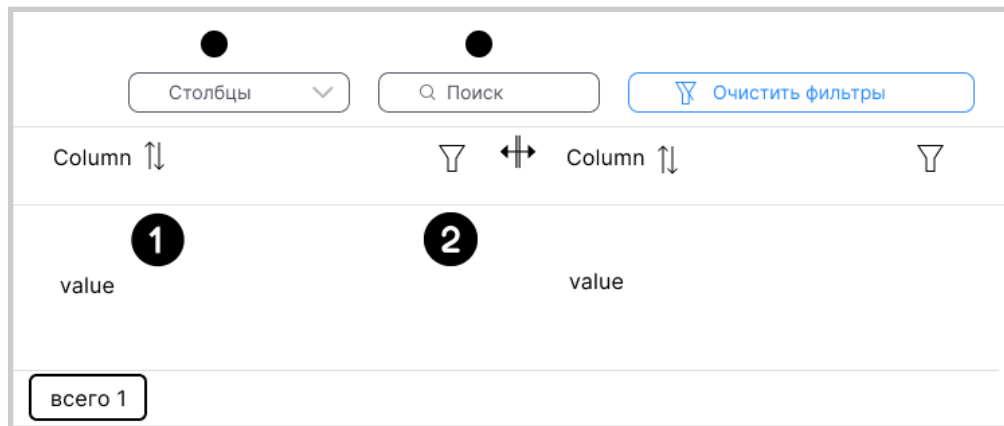 Столбцы Поиск Очистить фильтры
Column Column
1 2
value value
всего 1